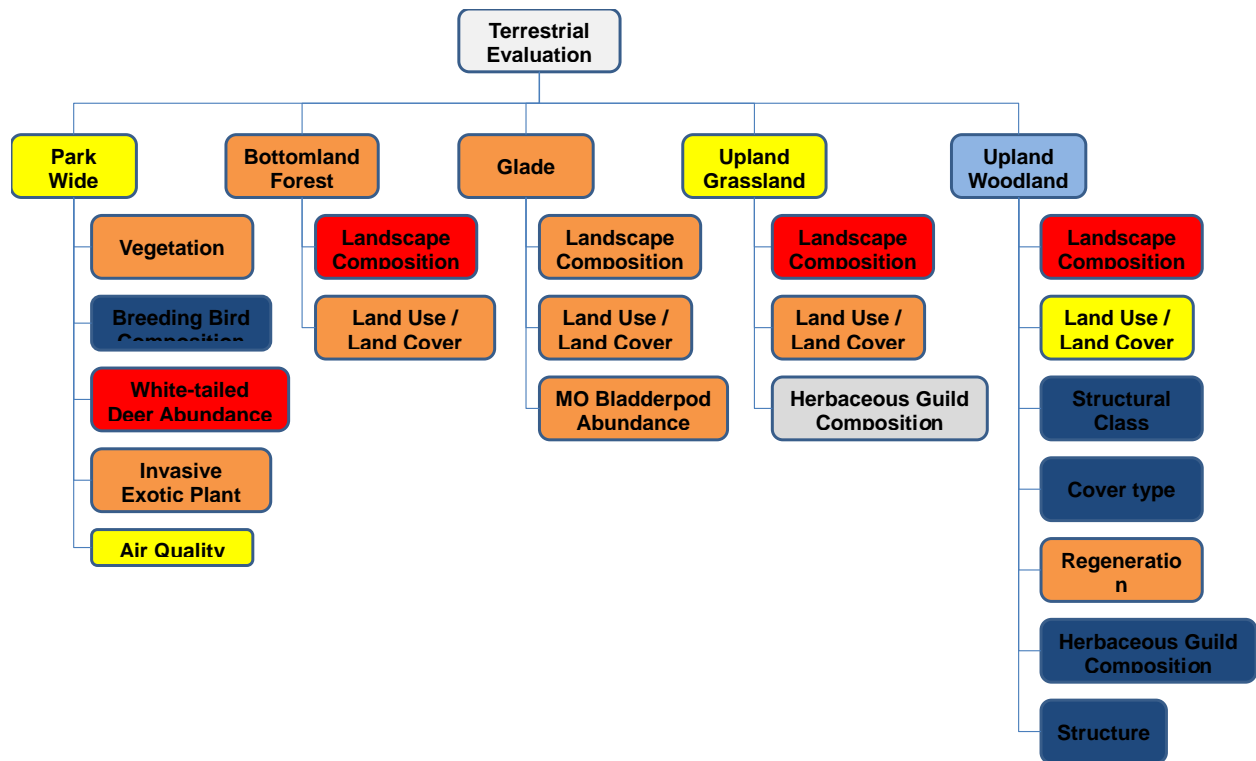 Terrestrial
Evaluation
Park
Wide
Bottomland
Forest
Glade
Upland
Grassland
Upland
Woodland
Vegetation
Breeding Bird
Composition
White-tailed
Deer Abundance
Invasive
Exotic Plant
Air Quality
Landscape
Composition
Land Use /
Land Cover
Landscape
Composition
Land Use /
Land Cover
MO Bladderpod
Abundance
Landscape
Composition
Land Use /
Land Cover
Herbaceous Guild
Composition
Landscape
Composition
Land Use /
Land Cover
Structural
Class
Cover type
Regeneratio
n
Herbaceous Guild
Composition
Structure